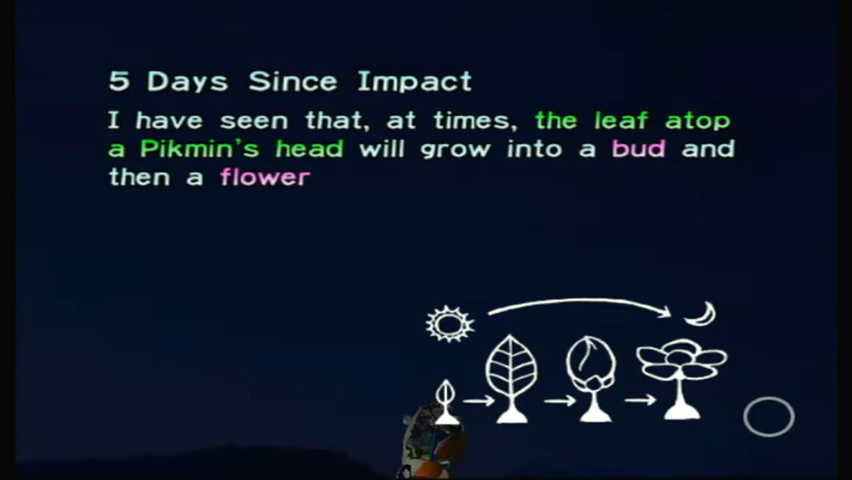 5 Days Since Impact
I have seen that, at times, the leaf atop
a Pikmin's head will grow into a bud and
then a flower